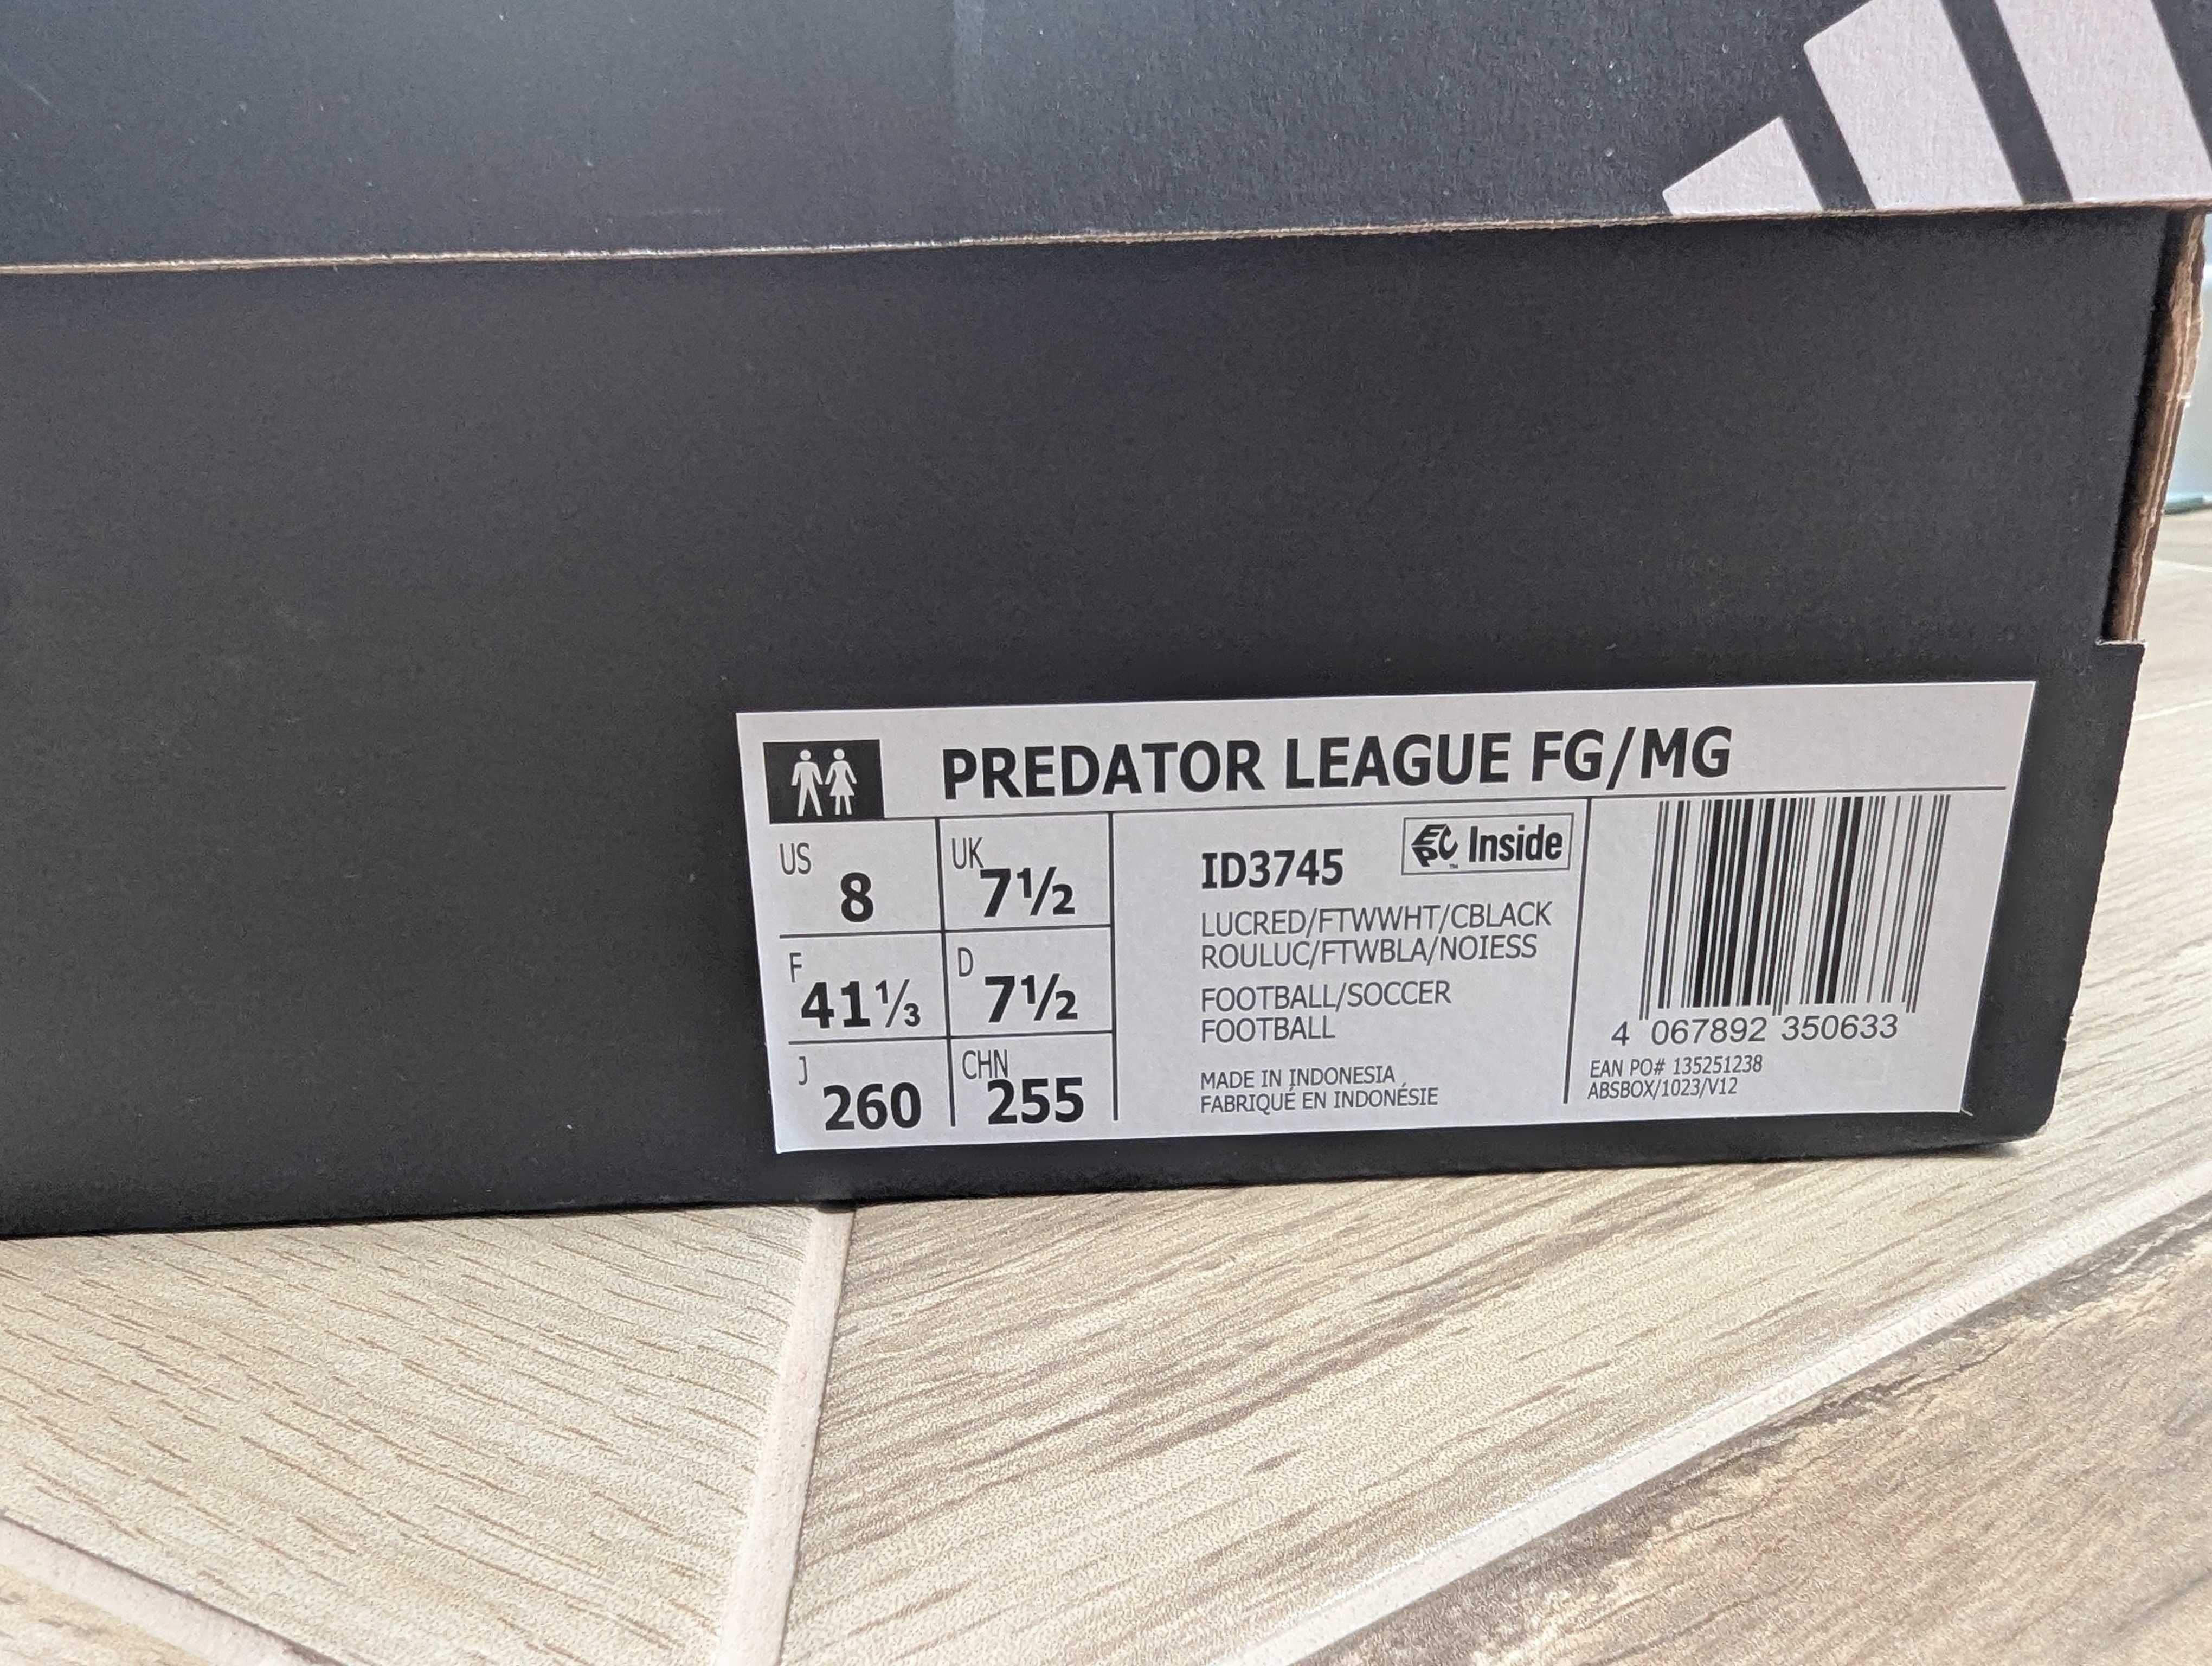 PREDATOR LEAGUE FG/MG
US
8
UK
7½
F
41⅓
D
7½
J
260
CHN
255
ID3745
EPC Inside
LUCRED/FTWWHT/CBLACK
ROULUC/FTWBLA/NOIESS
FOOTBALL/SOCCER
FOOTBALL
MADE IN INDONESIA
FABRIQUÉ EN INDONÉSIE
4 067892 350633
EAN PO# 135251238
ABSBOX/1023/V12